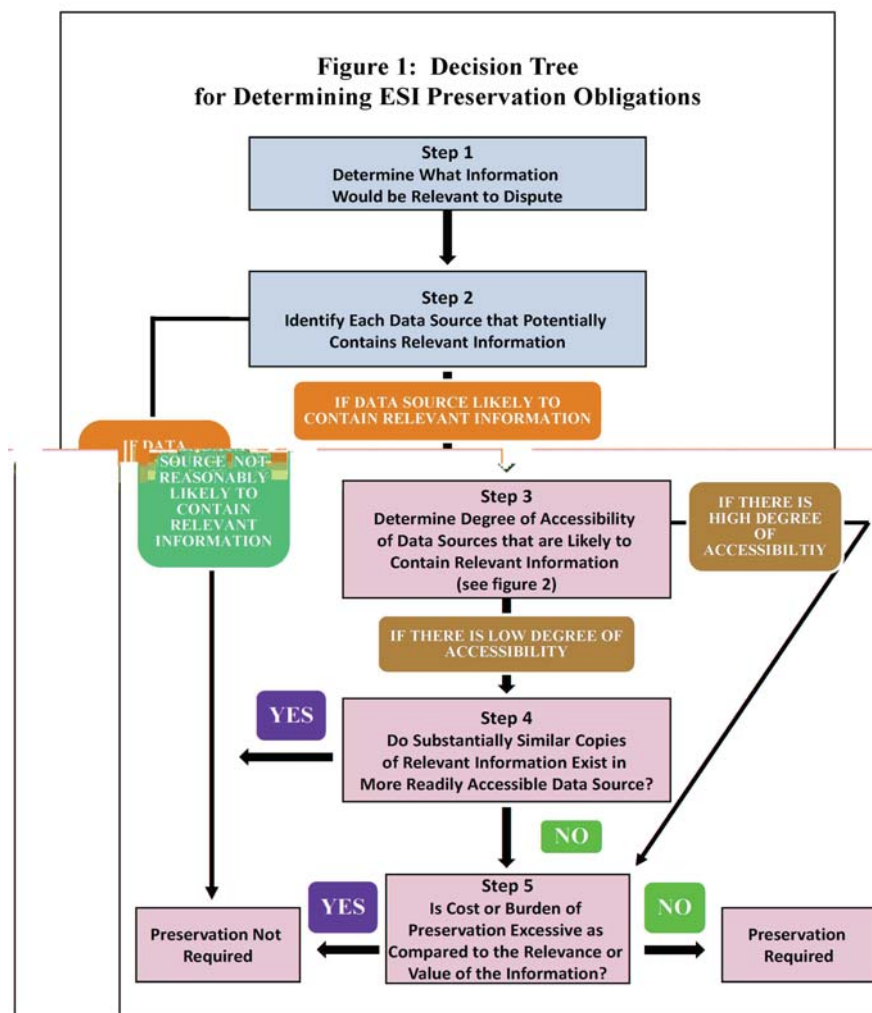 Figure 1: Decision Tree
for Determining ESI Preservation Obligations
Step 1
Determine What Information
Would be Relevant to Dispute
Step 2
Identify Each Data Source that Potentially
Contains Relevant Information
IF DATA SOURCE LIKELY TO
CONTAIN RELEVANT INFORMATION
IF DATA
SOURCE NOT
REASONABLY
LIKELY TO
CONTAIN
RELEVANT
INFORMATION
Step 3
Determine Degree of Accessibility
of Data Sources that are Likely to
Contain Relevant Information
(see figure 2)
IF THERE IS
HIGH DEGREE
OF
ACCESSIBILTIY
IF THERE IS LOW DEGREE OF
ACCESSIBILITY
YES
Step 4
Do Substantially Similar Copies
of Relevant Information Exist in
More Readily Accessible Data Source?
NO
YES
Step 5
Is Cost or Burden of
Preservation Excessive as
Compared to the Relevance or
Value of the Information?
NO
Preservation Not
Required
Preservation
Required